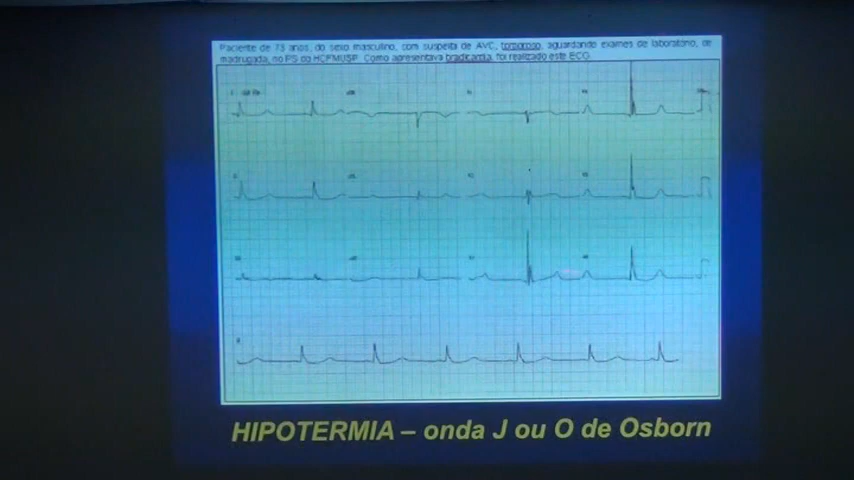 Paciente de 73 anos, do sexo masculino, com suspeita de AVC, torporoso, aguardando exames de laboratório, de
madrugada, no PS do HCFMUSP. Como apresentava bradicardia, foi realizado este ECG.
HIPOTERMIA – onda J ou O de Osborn